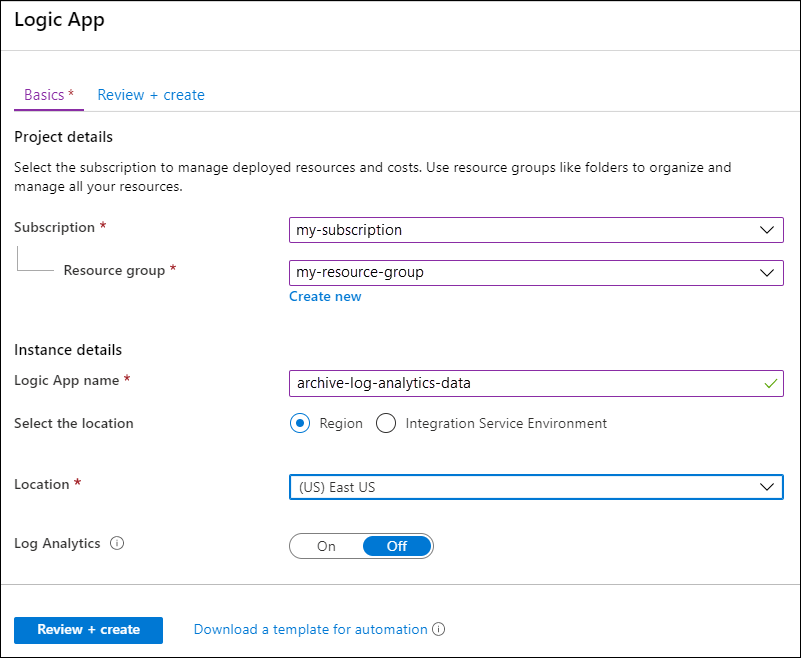 Logic App
Basics * Review + create
Project details
Select the subscription to manage deployed resources and costs. Use resource groups like folders to organize and
manage all your resources.
Subscription * my-subscription
Resource group * my-resource-group
Create new
Instance details
Logic App name * archive-log-analytics-data
Select the location Region Integration Service Environment
Location * (US) East US
Log Analytics On Off
Review + create Download a template for automation